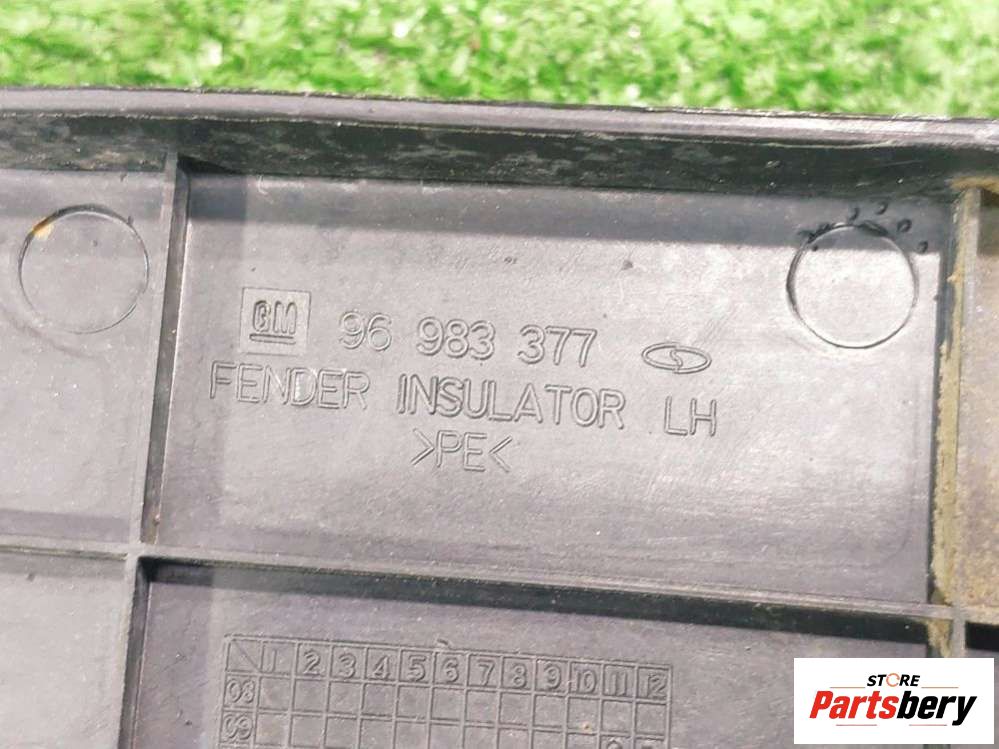 GM 96 983 377
FENDER INSULATOR LH
>PE<
1 2 3 4 5 6 7 8 9 10 11 12
08
09
STORE
Partsbery